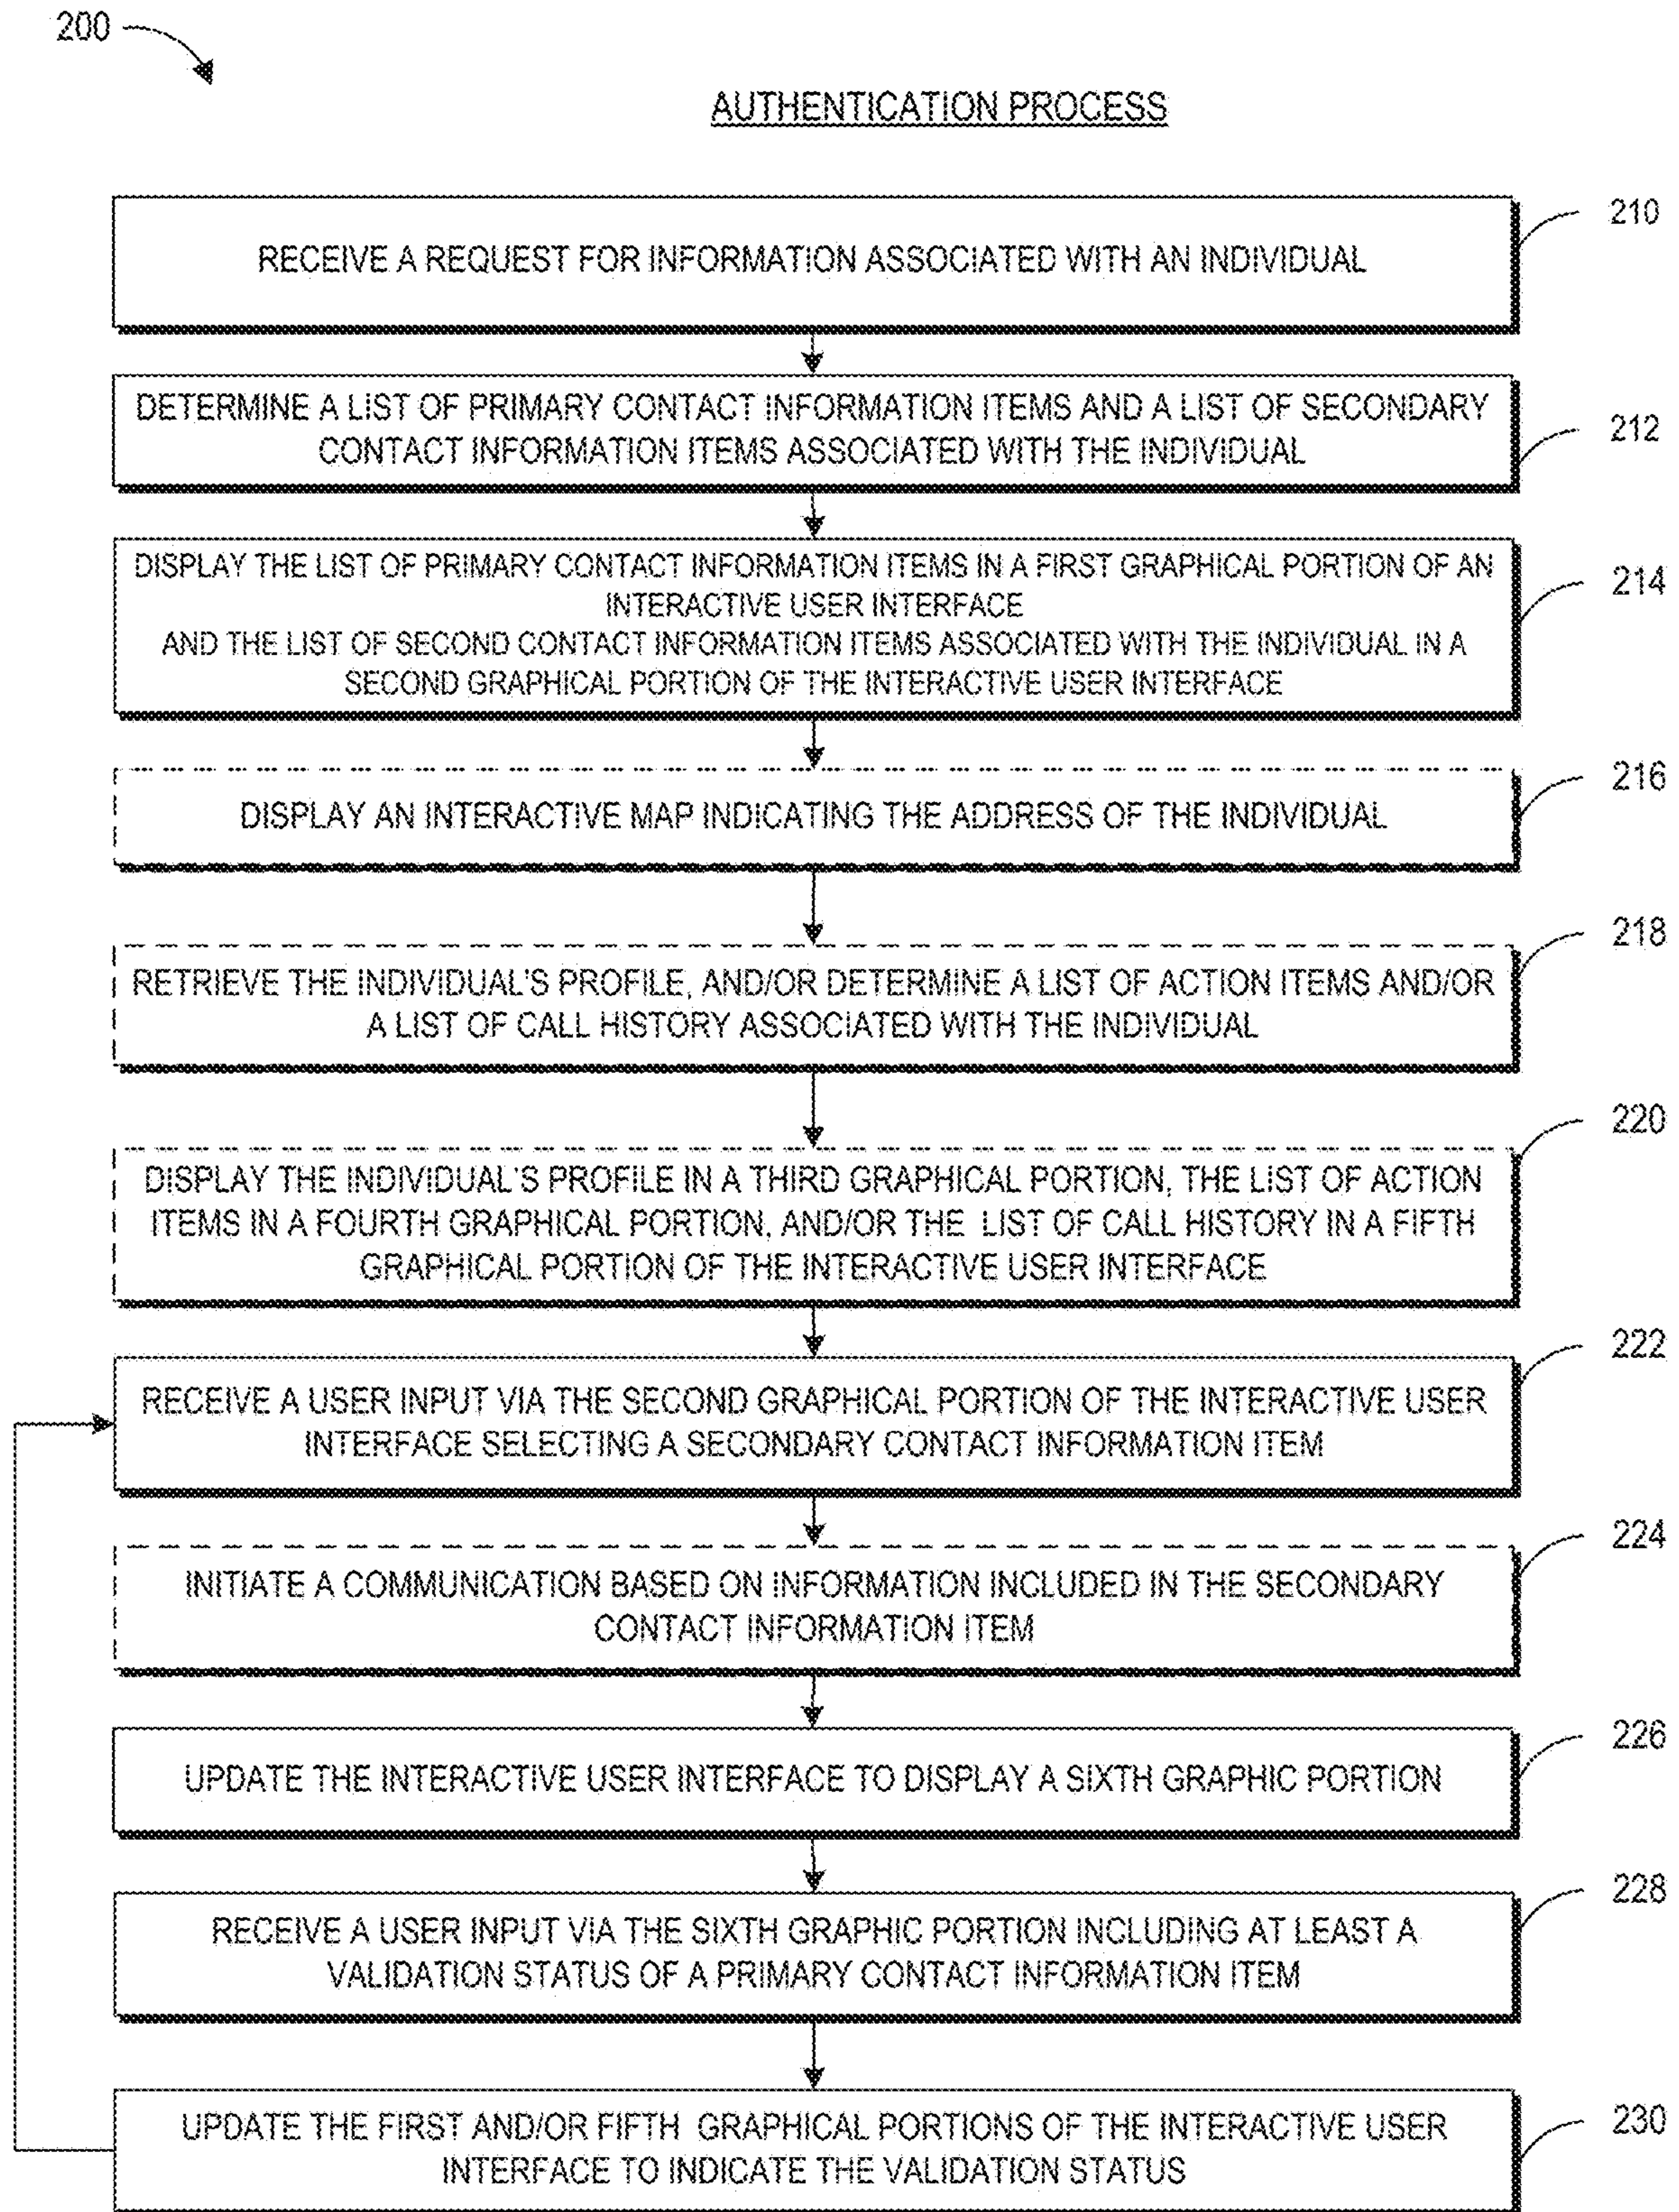 200
AUTHENTICATION PROCESS
210
RECEIVE A REQUEST FOR INFORMATION ASSOCIATED WITH AN INDIVIDUAL
DETERMINE A LIST OF PRIMARY CONTACT INFORMATION ITEMS AND A LIST OF SECONDARY
CONTACT INFORMATION ITEMS ASSOCIATED WITH THE INDIVIDUAL
212
DISPLAY THE LIST OF PRIMARY CONTACT INFORMATION ITEMS IN A FIRST GRAPHICAL PORTION OF AN
INTERACTIVE USER INTERFACE
AND THE LIST OF SECOND CONTACT INFORMATION ITEMS ASSOCIATED WITH THE INDIVIDUAL IN A
SECOND GRAPHICAL PORTION OF THE INTERACTIVE USER INTERFACE
214
216
DISPLAY AN INTERACTIVE MAP INDICATING THE ADDRESS OF THE INDIVIDUAL
218
RETRIEVE THE INDIVIDUAL'S PROFILE, AND/OR DETERMINE A LIST OF ACTION ITEMS AND/OR
A LIST OF CALL HISTORY ASSOCIATED WITH THE INDIVIDUAL
220
DISPLAY THE INDIVIDUAL'S PROFILE IN A THIRD GRAPHICAL PORTION, THE LIST OF ACTION
ITEMS IN A FOURTH GRAPHICAL PORTION, AND/OR THE LIST OF CALL HISTORY IN A FIFTH
GRAPHICAL PORTION OF THE INTERACTIVE USER INTERFACE
222
RECEIVE A USER INPUT VIA THE SECOND GRAPHICAL PORTION OF THE INTERACTIVE USER
INTERFACE SELECTING A SECONDARY CONTACT INFORMATION ITEM
224
INITIATE A COMMUNICATION BASED ON INFORMATION INCLUDED IN THE SECONDARY
CONTACT INFORMATION ITEM
226
UPDATE THE INTERACTIVE USER INTERFACE TO DISPLAY A SIXTH GRAPHIC PORTION
228
RECEIVE A USER INPUT VIA THE SIXTH GRAPHIC PORTION INCLUDING AT LEAST A
VALIDATION STATUS OF A PRIMARY CONTACT INFORMATION ITEM
230
UPDATE THE FIRST AND/OR FIFTH GRAPHICAL PORTIONS OF THE INTERACTIVE USER
INTERFACE TO INDICATE THE VALIDATION STATUS